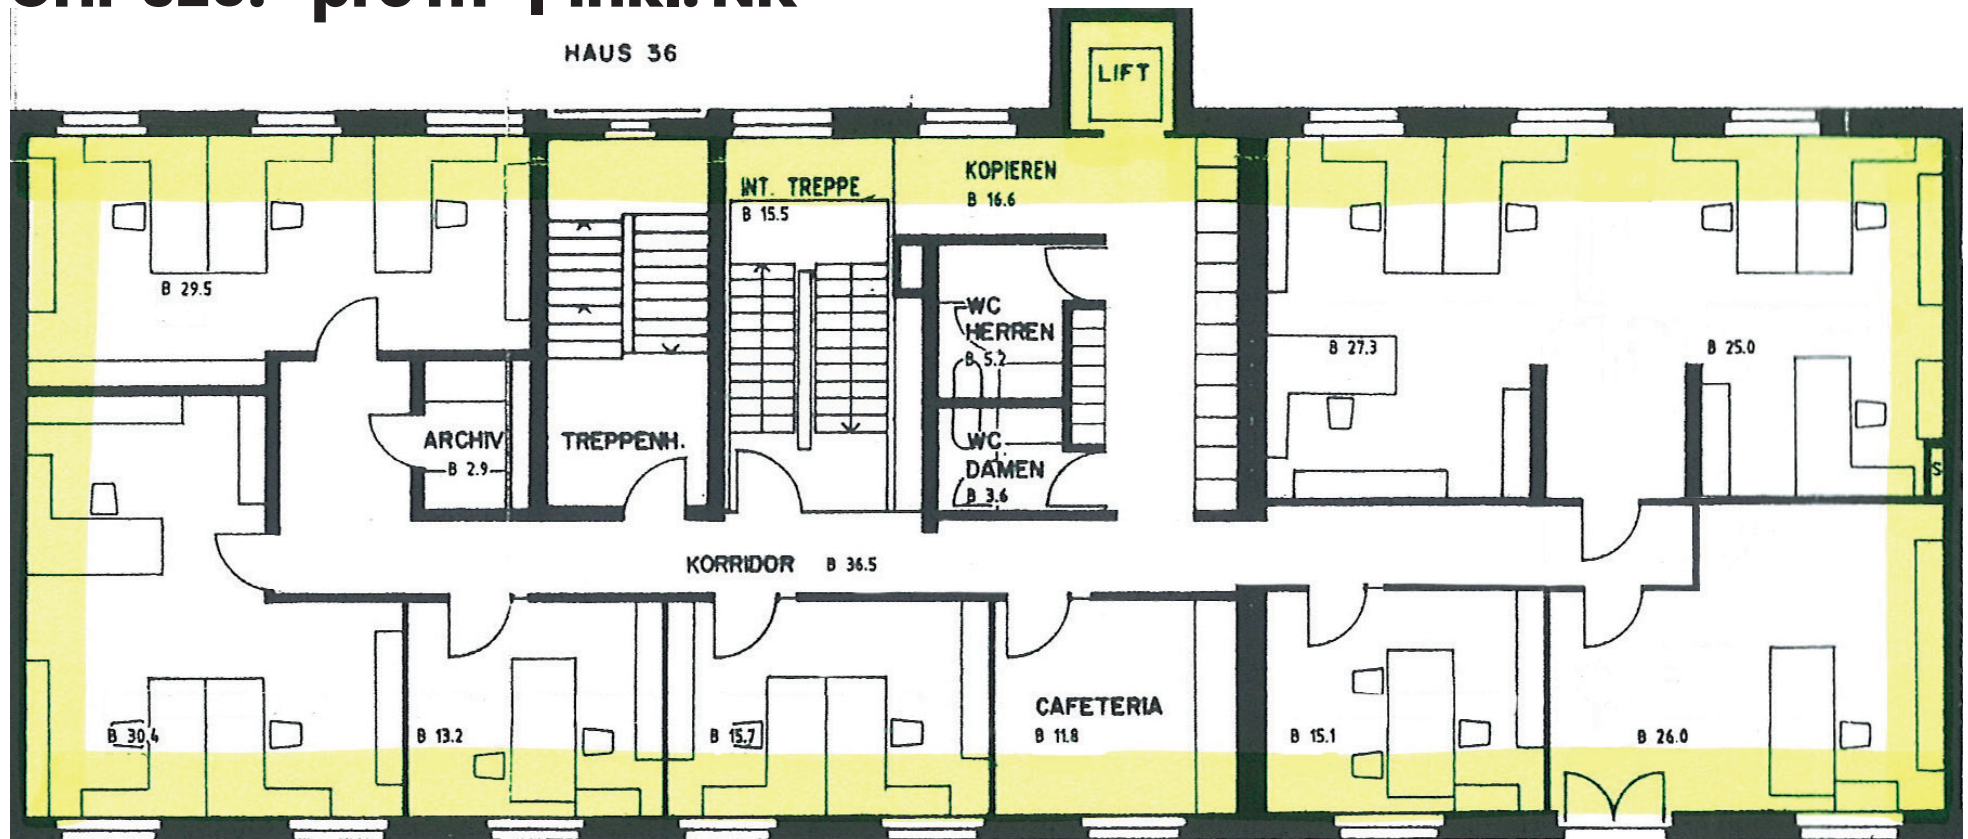 HAUS 36
LIFT
KOPIEREN
B 16.6
INT. TREPPE
B 15.5
B 29.5
WC
HERREN
B 5.2
B 27.3
B 25.0
ARCHIV
B 2.9
TREPPENH.
WC
DAMEN
B 3.6
S
KORRIDOR B 36.5
CAFETERIA
B 11.8
B 30.4
B 13.2
B 15.7
B 15.1
B 26.0